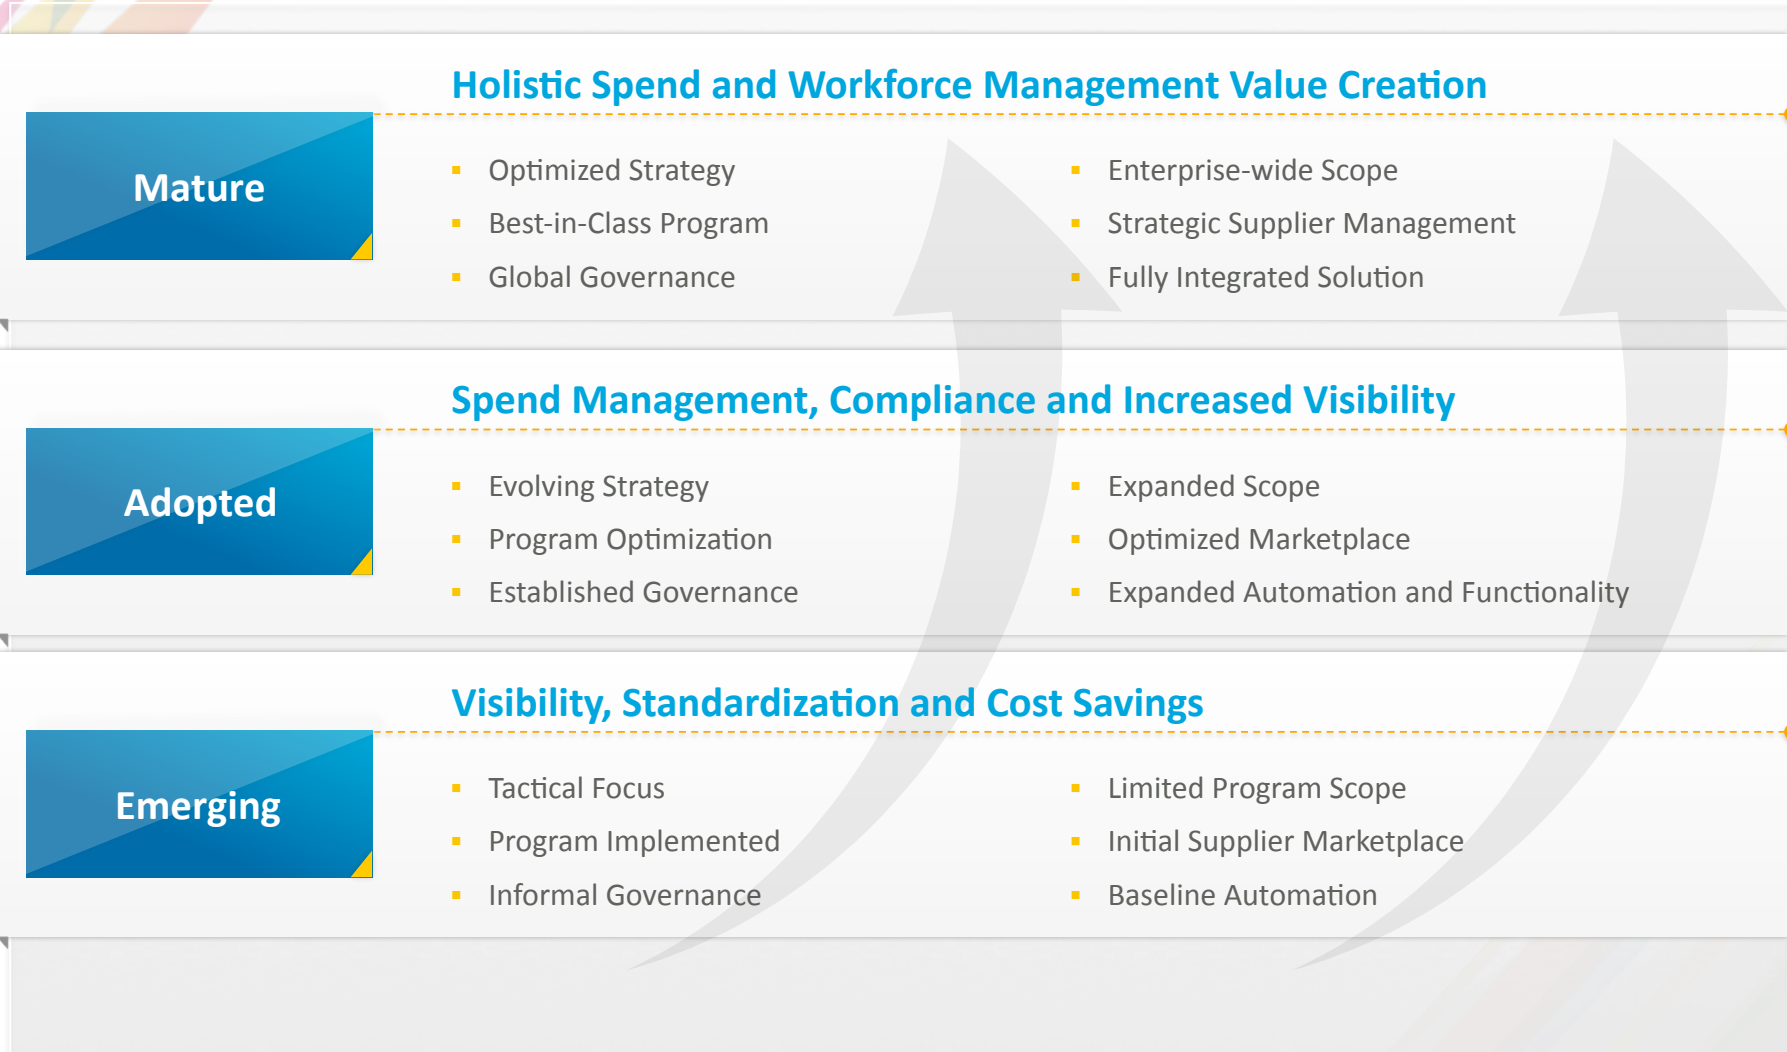 Holistic Spend and Workforce Management Value Creation
Mature
Optimized Strategy
Best-in-Class Program
Global Governance
Enterprise-wide Scope
Strategic Supplier Management
Fully Integrated Solution
Spend Management, Compliance and Increased Visibility
Adopted
Evolving Strategy
Program Optimization
Established Governance
Expanded Scope
Optimized Marketplace
Expanded Automation and Functionality
Visibility, Standardization and Cost Savings
Emerging
Tactical Focus
Program Implemented
Informal Governance
Limited Program Scope
Initial Supplier Marketplace
Baseline Automation